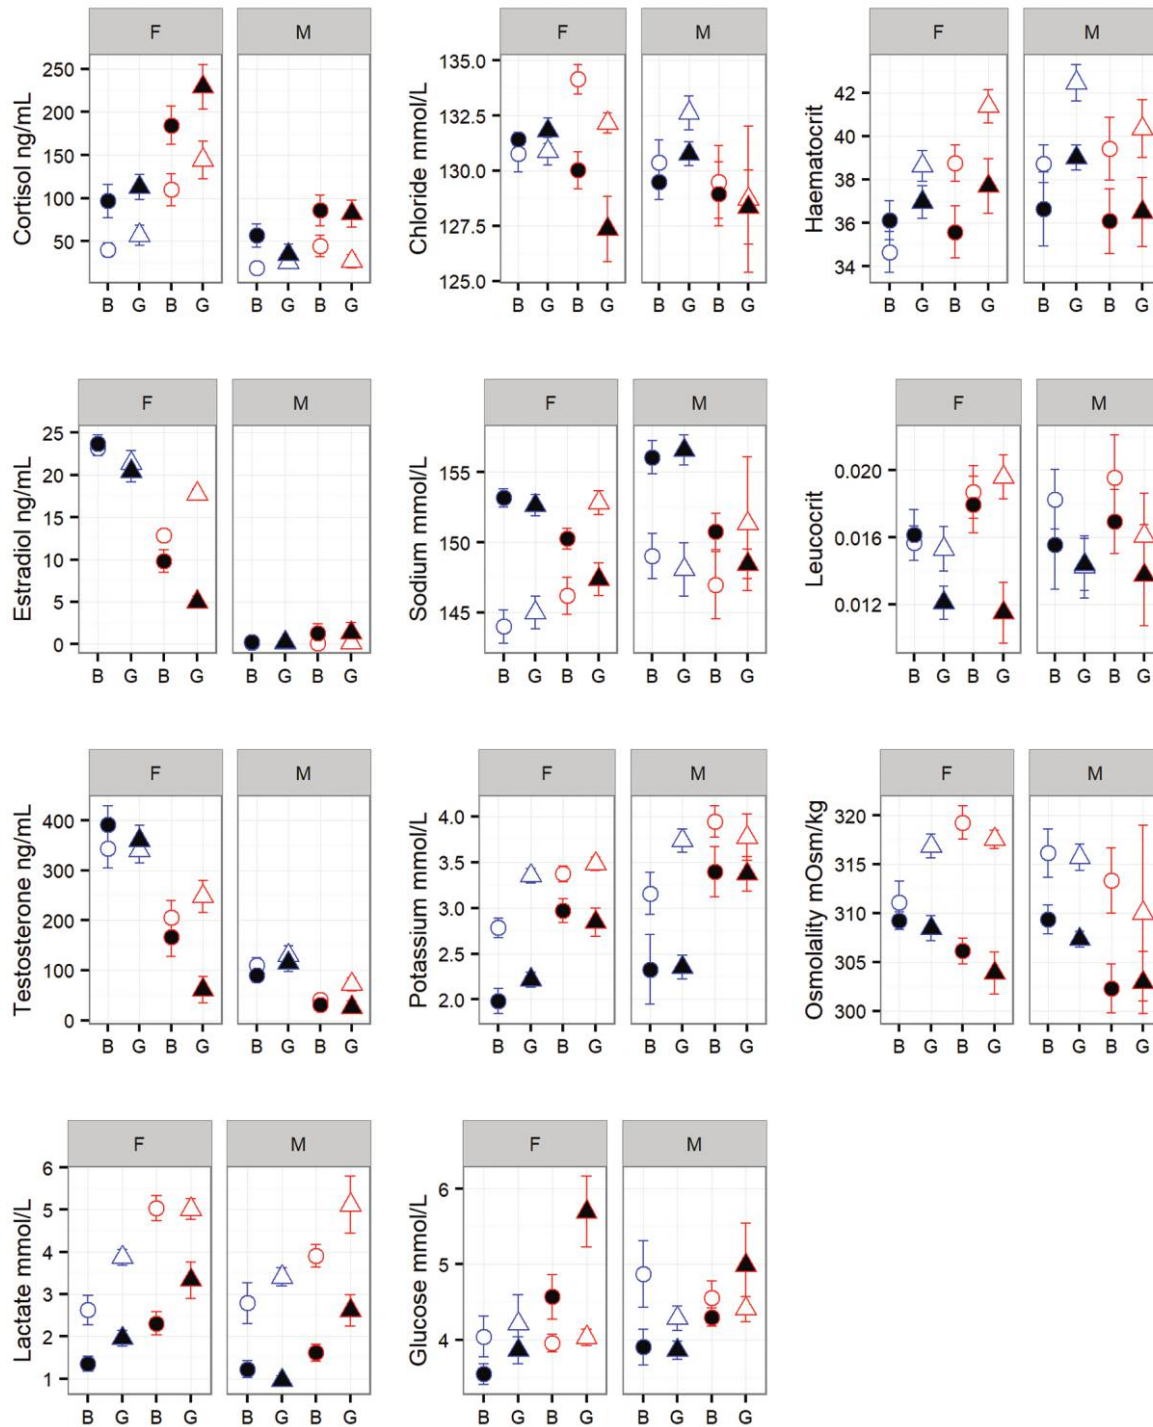 Cortisol ng/mL
F M
250
200
150
100
50
B G B G B G B G
Chloride mmol/L
F M
135.0
132.5
130.0
127.5
125.0
B G B G B G B G
Haematocrit
F M
42
40
38
36
34
B G B G B G B G
Estradiol ng/mL
F M
25
20
15
10
5
0
B G B G B G B G
Sodium mmol/L
F M
155
150
145
B G B G B G B G
Leucocrit
F M
0.020
0.016
0.012
B G B G B G B G
Testosterone ng/mL
F M
400
300
200
100
0
B G B G B G B G
Potassium mmol/L
F M
4.0
3.5
3.0
2.5
2.0
B G B G B G B G
Osmolality mOsm/kg
F M
320
315
310
305
300
B G B G B G B G
Lactate mmol/L
F M
6
5
4
3
2
1
B G B G B G B G
Glucose mmol/L
F M
6
5
4
B G B G B G B G